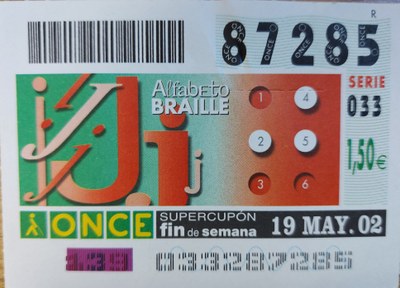 R
87285
SERIE
033
1,50€
Alfabeto
BRAILLE
j J J J i j
1 4
2 5
3 6
ONCE
SUPERCUPÓN
fin de semana
19 MAY. 02
033287285